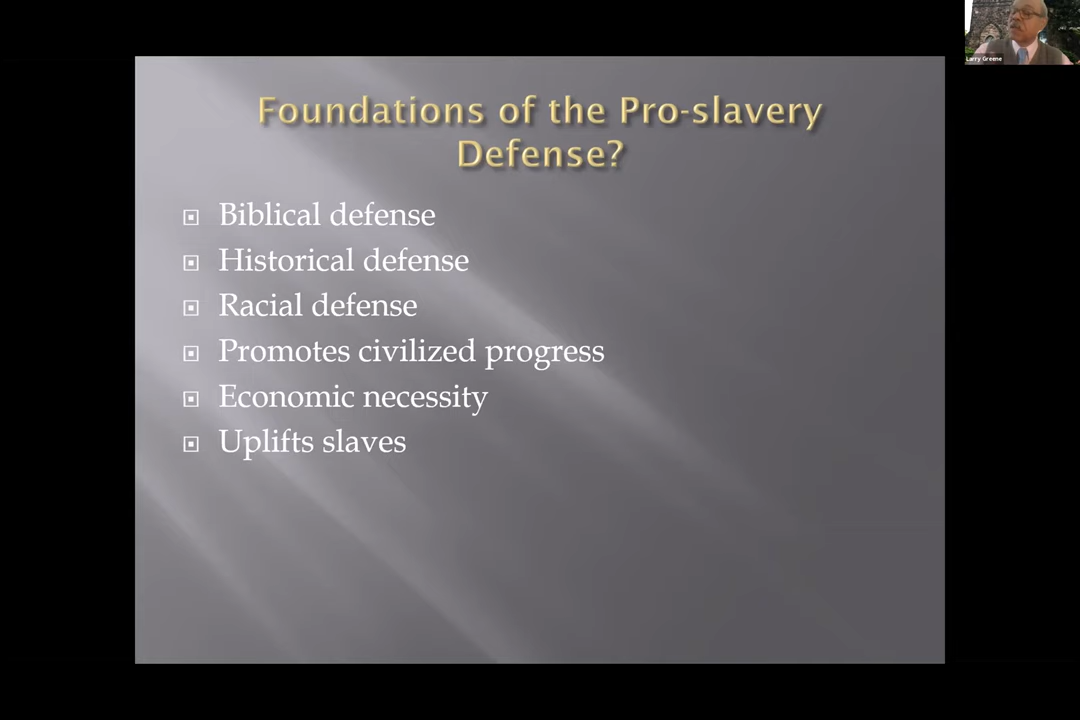 Larry Greene
Foundations of the Pro-slavery
Defense?
Biblical defense
Historical defense
Racial defense
Promotes civilized progress
Economic necessity
Uplifts slaves